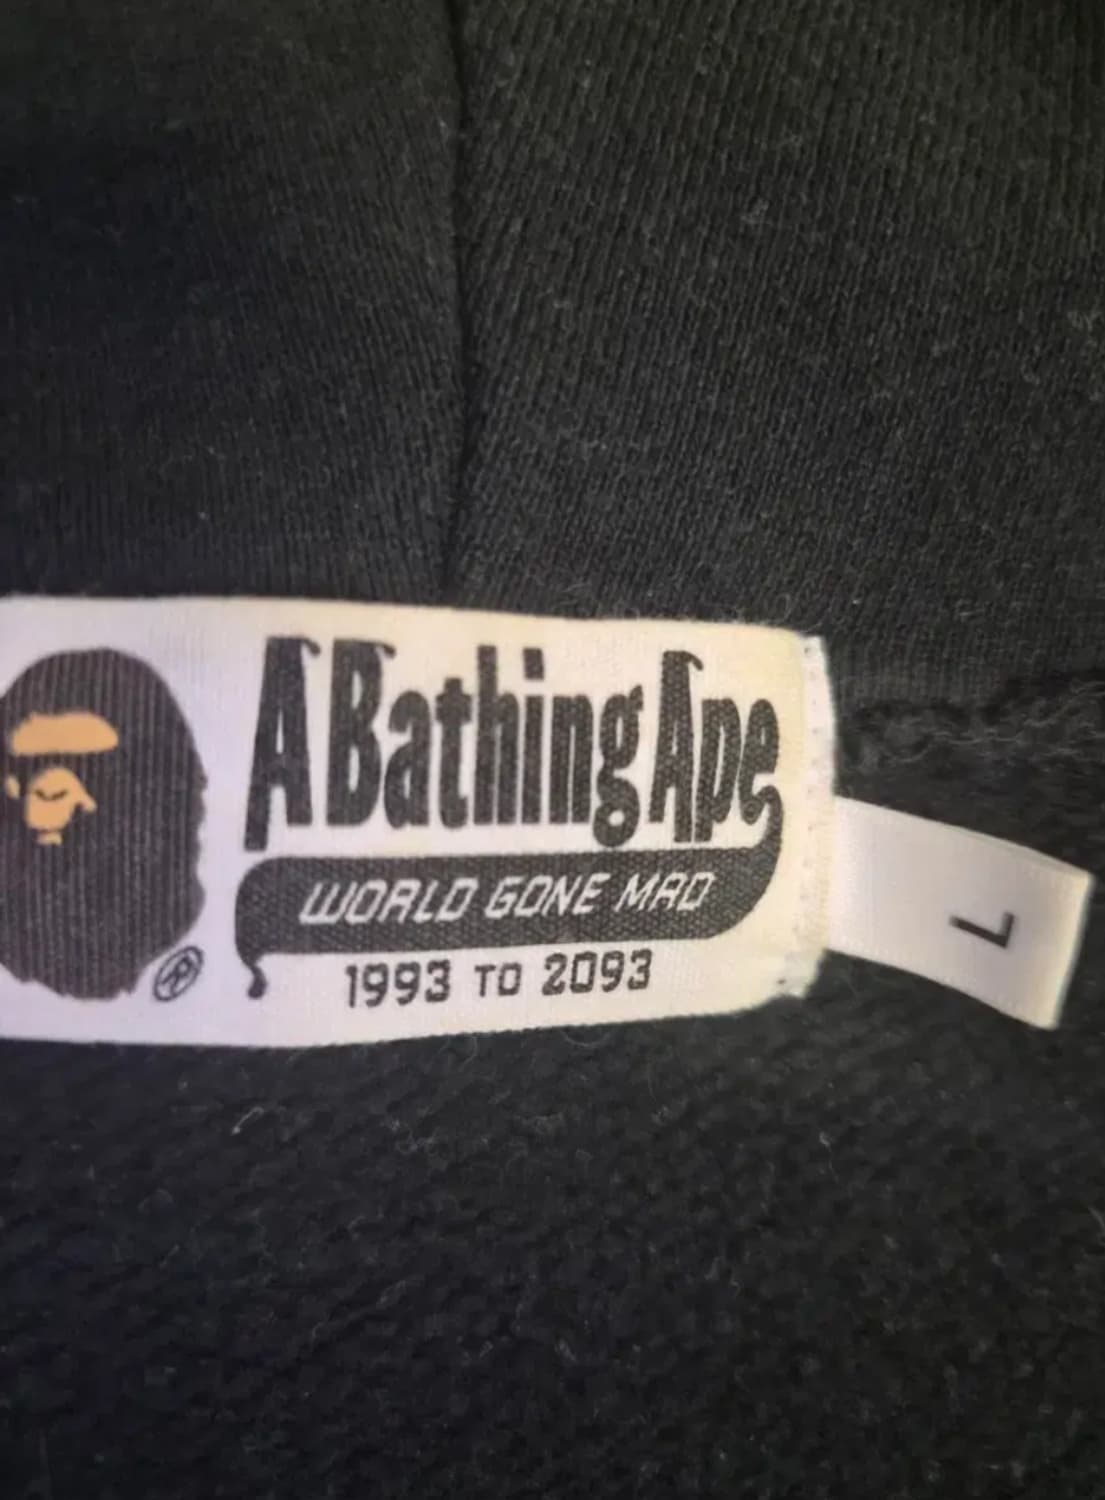 A Bathing Ape
WORLD GONE MAD
1993 TO 2093
®
L